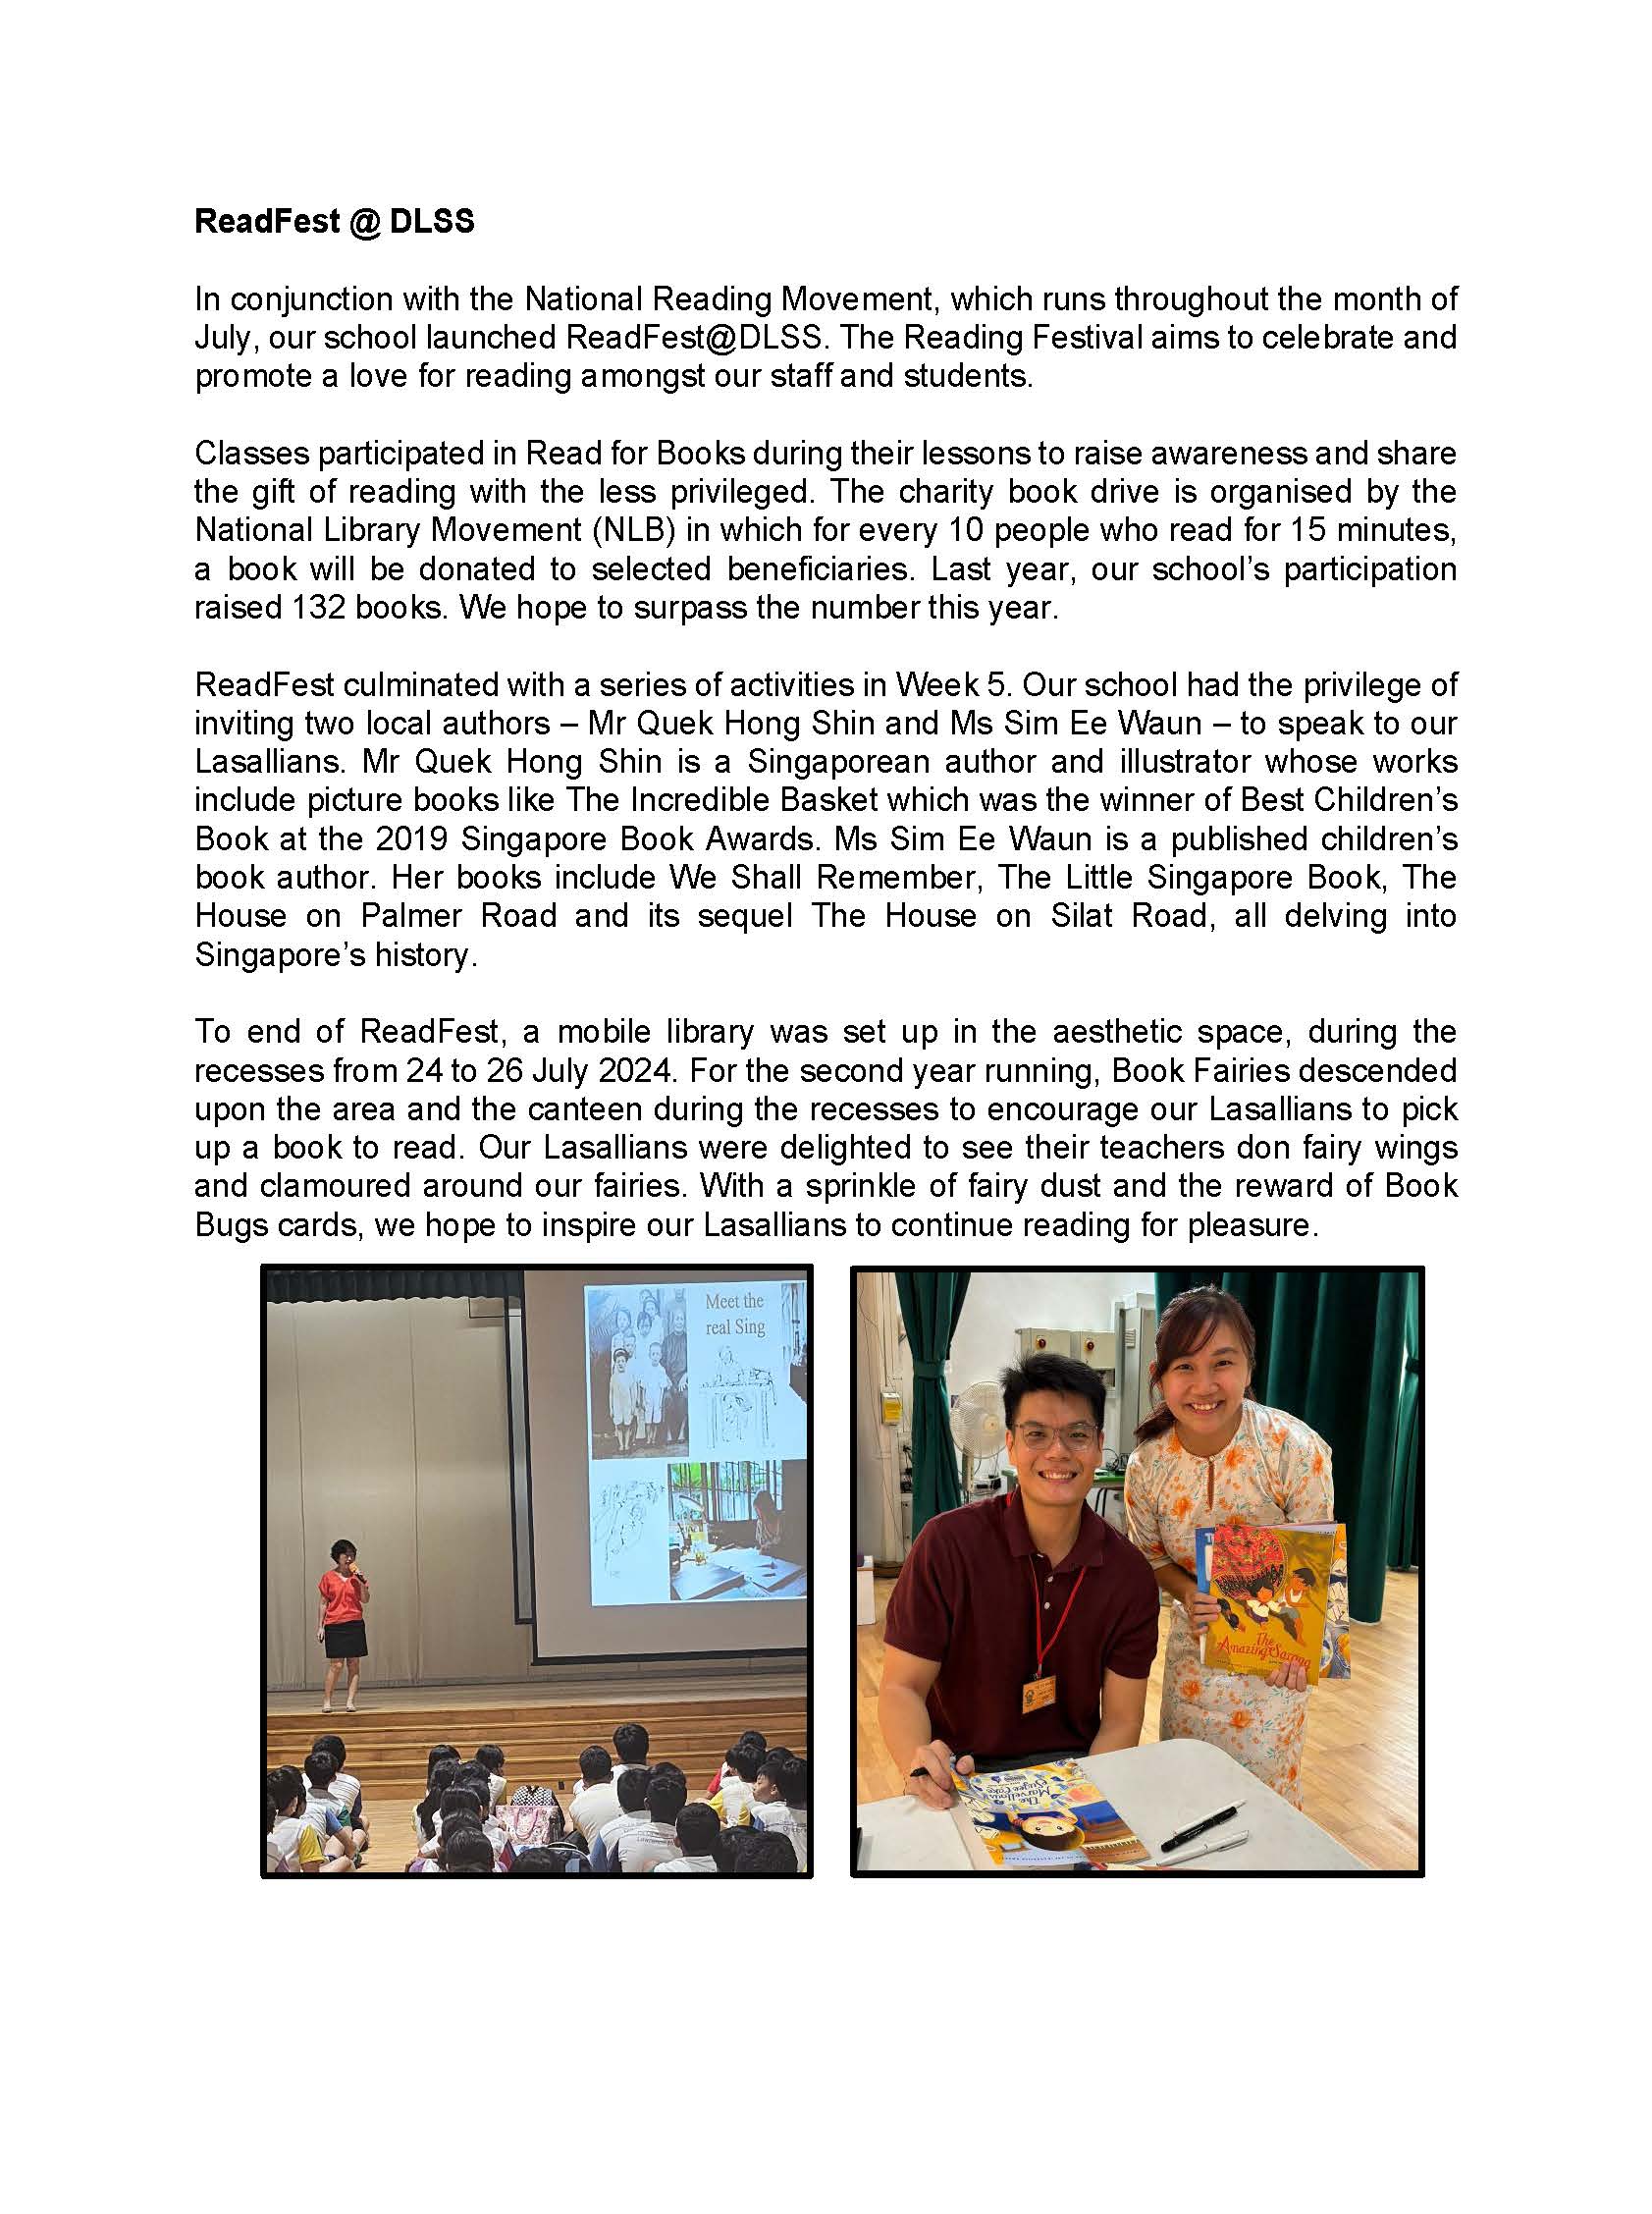 ReadFest @ DLSS
In conjunction with the National Reading Movement, which runs throughout the month of
July, our school launched ReadFest@DLSS. The Reading Festival aims to celebrate and
promote a love for reading amongst our staff and students.
Classes participated in Read for Books during their lessons to raise awareness and share
the gift of reading with the less privileged. The charity book drive is organised by the
National Library Movement (NLB) in which for every 10 people who read for 15 minutes,
a book will be donated to selected beneficiaries. Last year, our school’s participation
raised 132 books. We hope to surpass the number this year.
ReadFest culminated with a series of activities in Week 5. Our school had the privilege of
inviting two local authors – Mr Quek Hong Shin and Ms Sim Ee Waun – to speak to our
Lasallians. Mr Quek Hong Shin is a Singaporean author and illustrator whose works
include picture books like The Incredible Basket which was the winner of Best Children’s
Book at the 2019 Singapore Book Awards. Ms Sim Ee Waun is a published children’s
book author. Her books include We Shall Remember, The Little Singapore Book, The
House on Palmer Road and its sequel The House on Silat Road, all delving into
Singapore’s history.
To end of ReadFest, a mobile library was set up in the aesthetic space, during the
recesses from 24 to 26 July 2024. For the second year running, Book Fairies descended
upon the area and the canteen during the recesses to encourage our Lasallians to pick
up a book to read. Our Lasallians were delighted to see their teachers don fairy wings
and clamoured around our fairies. With a sprinkle of fairy dust and the reward of Book
Bugs cards, we hope to inspire our Lasallians to continue reading for pleasure.
Meet the
real Sing
The
Amazing Sarong
The
Marvellous
Sugee Cake